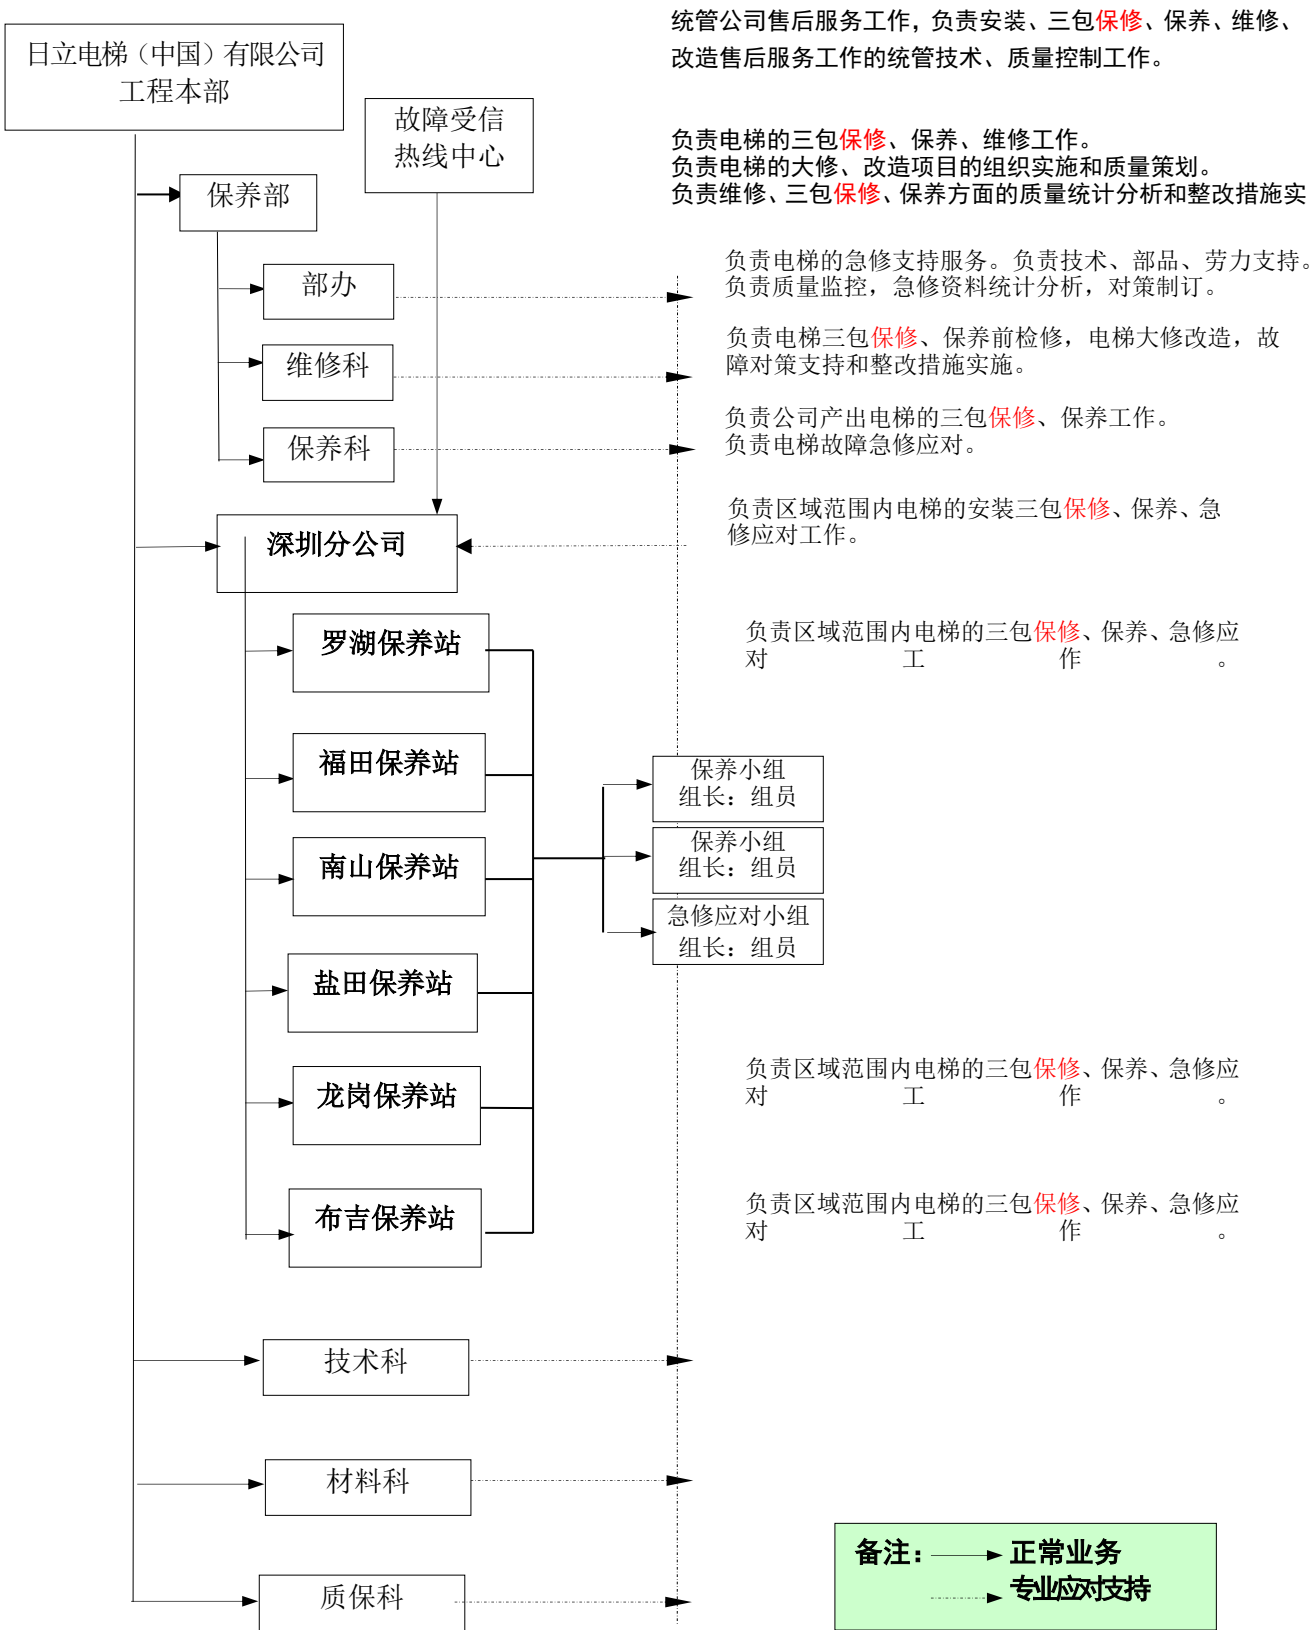 统管公司售后服务工作，负责安装、三包保修、保养、维修、
改造售后服务工作的统管技术、质量控制工作。
日立电梯（中国）有限公司
工程本部
故障受信
热线中心
负责电梯的三包保修、保养、维修工作。
负责电梯的大修、改造项目的组织实施和质量策划。
负责维修、三包保修、保养方面的质量统计分析和整改措施实
保养部
部办
负责电梯的急修支持服务。负责技术、部品、劳力支持。
负责质量监控，急修资料统计分析，对策制订。
维修科
负责电梯三包保修、保养前检修，电梯大修改造，故
障对策支持和整改措施实施。
保养科
负责公司产出电梯的三包保修、保养工作。
负责电梯故障急修应对。
深圳分公司
负责区域范围内电梯的安装三包保修、保养、急
修应对工作。
罗湖保养站
负责区域范围内电梯的三包保修、保养、急修应
对工作。
福田保养站
保养小组
组长：组员
南山保养站
保养小组
组长：组员
急修应对小组
组长：组员
盐田保养站
龙岗保养站
负责区域范围内电梯的三包保修、保养、急修应
对工作。
布吉保养站
负责区域范围内电梯的三包保修、保养、急修应
对工作。
技术科
材料科
质保科
备注：正常业务
专业应对支持